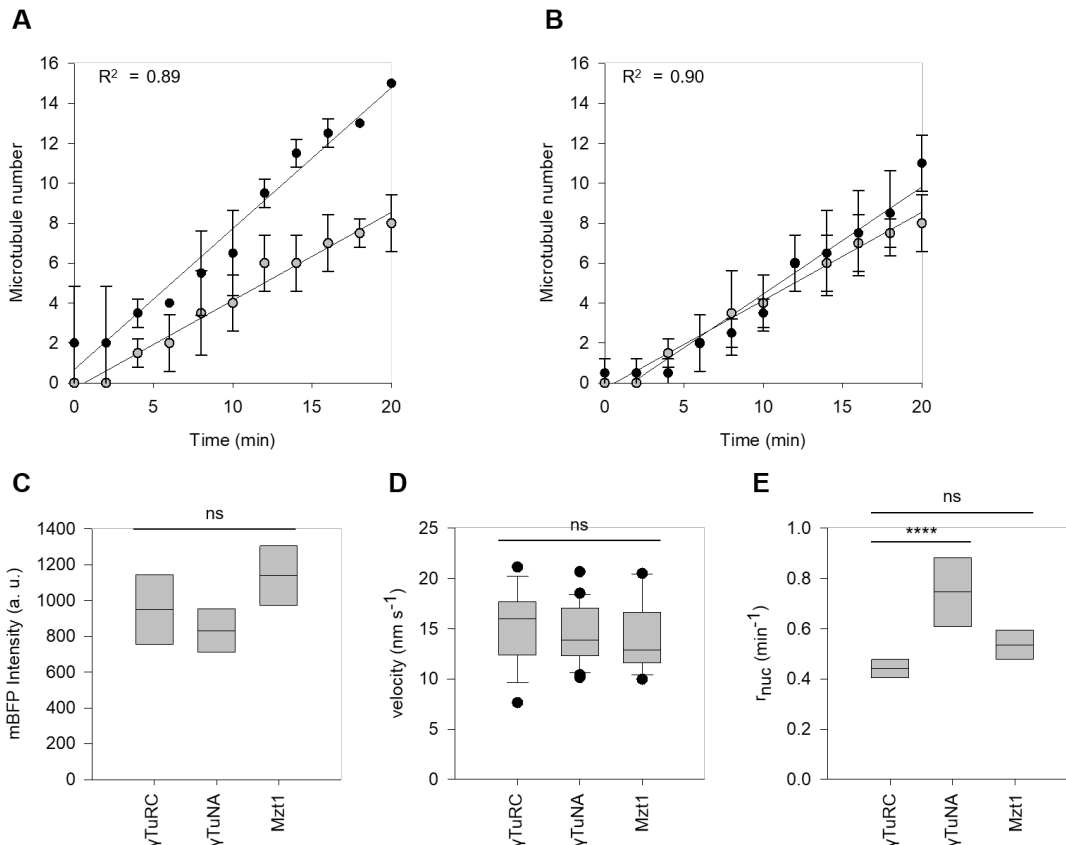 A
R² = 0.89
16
14
12
10
8
6
4
2
0
Microtubule number
0 5 10 15 20
Time (min)
B
R² = 0.90
16
14
12
10
8
6
4
2
0
Microtubule number
0 5 10 15 20
Time (min)
C
ns
1400
1200
1000
800
600
400
200
0
mBFP Intensity (a. u.)
γTuRC γTuNA Mzt1
D
ns
25
20
15
10
5
0
velocity (nm s⁻¹)
γTuRC γTuNA Mzt1
E
ns
****
1.0
0.8
0.6
0.4
0.2
0.0
rnuc (min⁻¹)
γTuRC γTuNA Mzt1